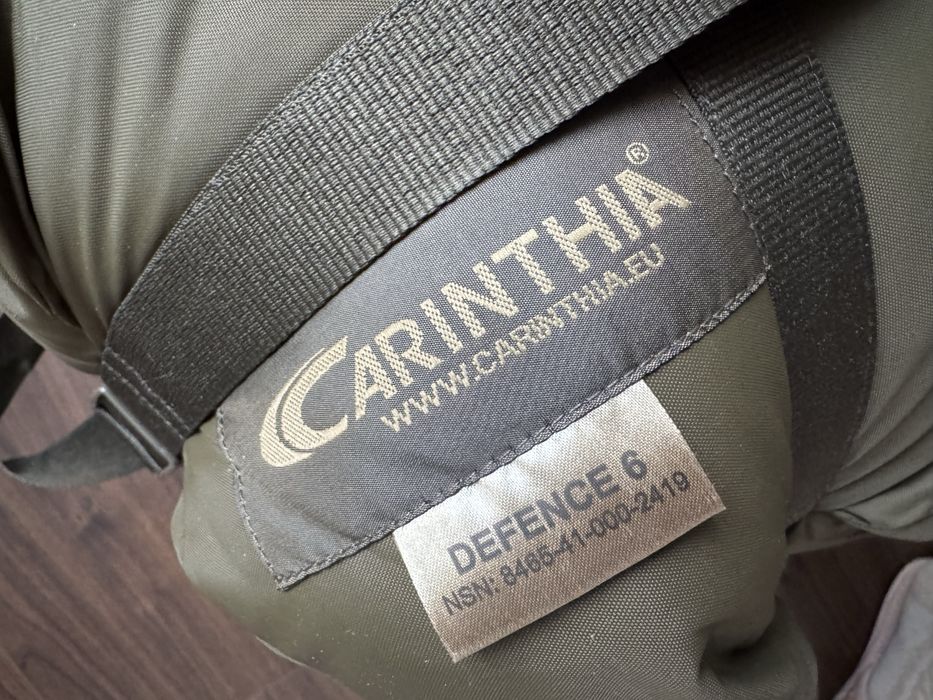 CARINTHIA®
WWW.CARINTHIA.EU
DEFENCE 6
NSN: 8465-41-000-2419